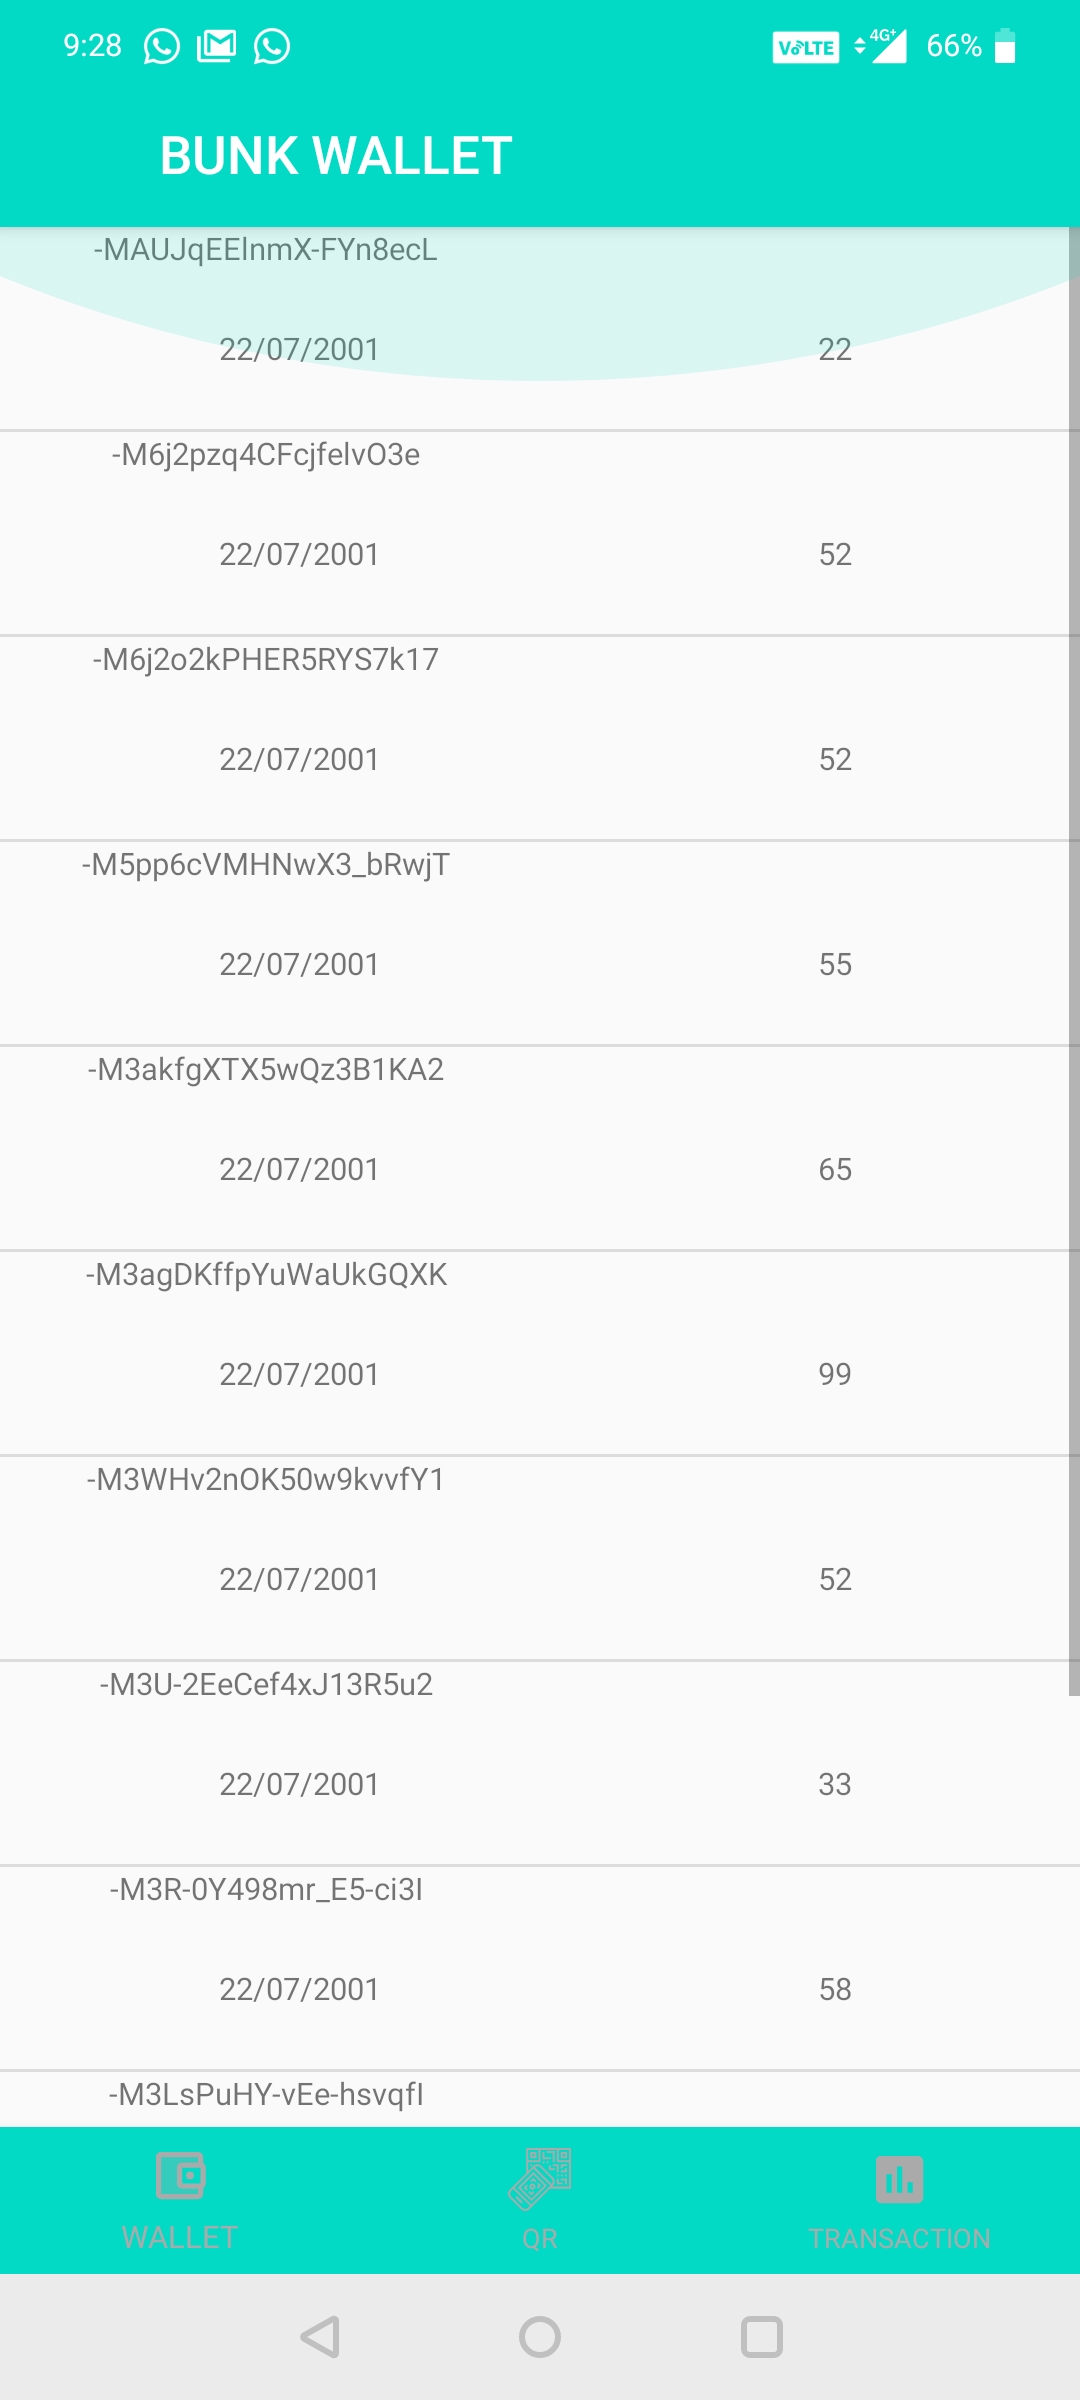 9:28 VoLTE 4G+ 66%
BUNK WALLET
-MAUJqEElnmX-FYn8ecL
22/07/2001 22
-M6j2pzq4CFcjfelvO3e
22/07/2001 52
-M6j2o2kPHER5RYS7k17
22/07/2001 52
-M5pp6cVMHNwX3_bRwjT
22/07/2001 55
-M3akfgXTX5wQz3B1KA2
22/07/2001 65
-M3agDKffpYuWaUkGQXK
22/07/2001 99
-M3WHv2nOK50w9kvvfY1
22/07/2001 52
-M3U-2EeCef4xJ13R5u2
22/07/2001 33
-M3R-0Y498mr_E5-ci3I
22/07/2001 58
-M3LsPuHY-vEe-hsvqfI
WALLET QR TRANSACTION